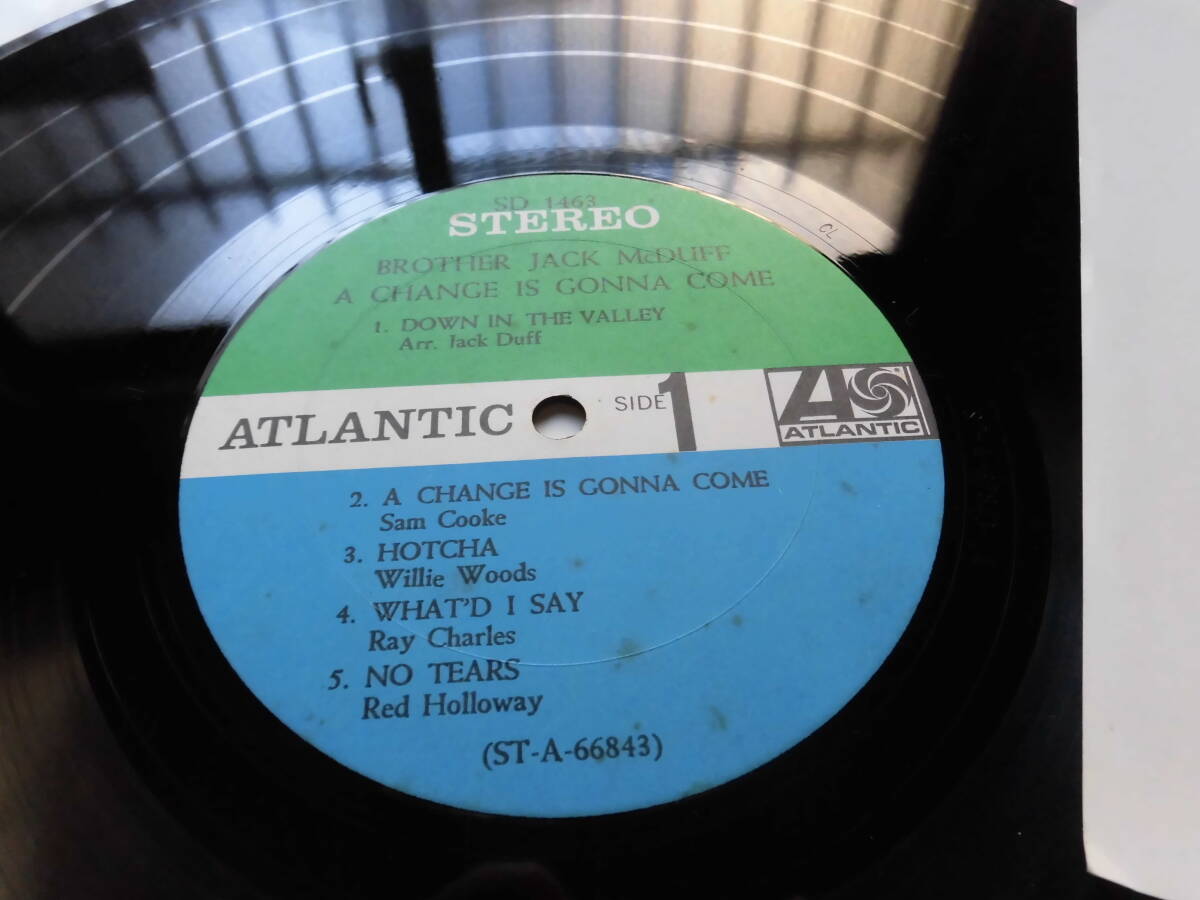 SD 1463
STEREO
BROTHER JACK McDUFF
A CHANGE IS GONNA COME
1. DOWN IN THE VALLEY
Arr. Jack Duff
ATLANTIC
SIDE 1
ATLANTIC
2. A CHANGE IS GONNA COME
Sam Cooke
3. HOTCHA
Willie Woods
4. WHAT'D I SAY
Ray Charles
5. NO TEARS
Red Holloway
(ST-A-66843)
CL